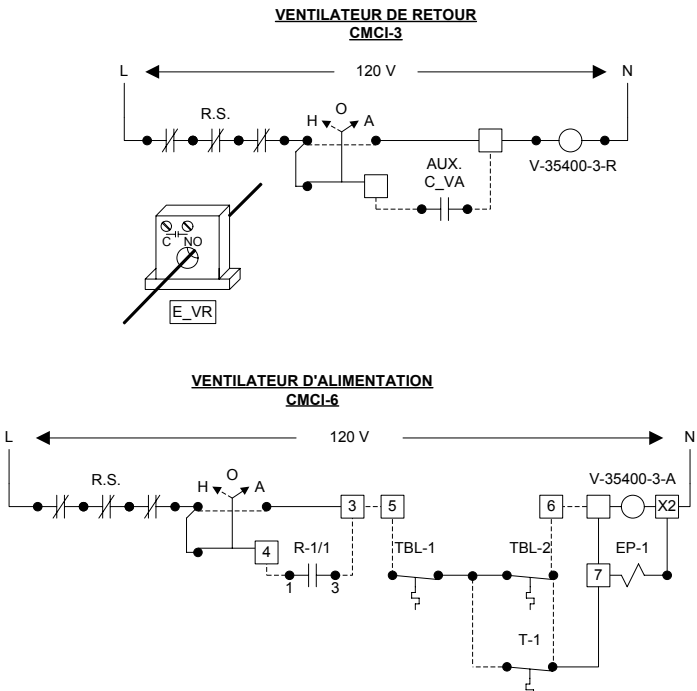 VENTILATEUR DE RETOUR
CMCI-3
L
120 V
N
R.S.
H O A
AUX.
C_VA
V-35400-3-R
C NO
E_VR
VENTILATEUR D'ALIMENTATION
CMCI-6
L
120 V
N
R.S.
H O A
V-35400-3-A
3 5 6 X2
4
R-1/1
1 3
TBL-1 TBL-2 EP-1
7
T-1